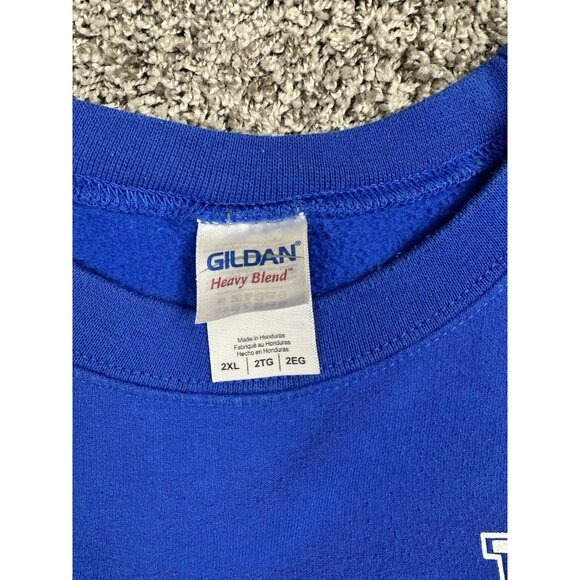 GILDAN®
Heavy Blend™
Made in Honduras
Fabriqué au Honduras
Hecho en Honduras
2XL | 2TG | 2EG